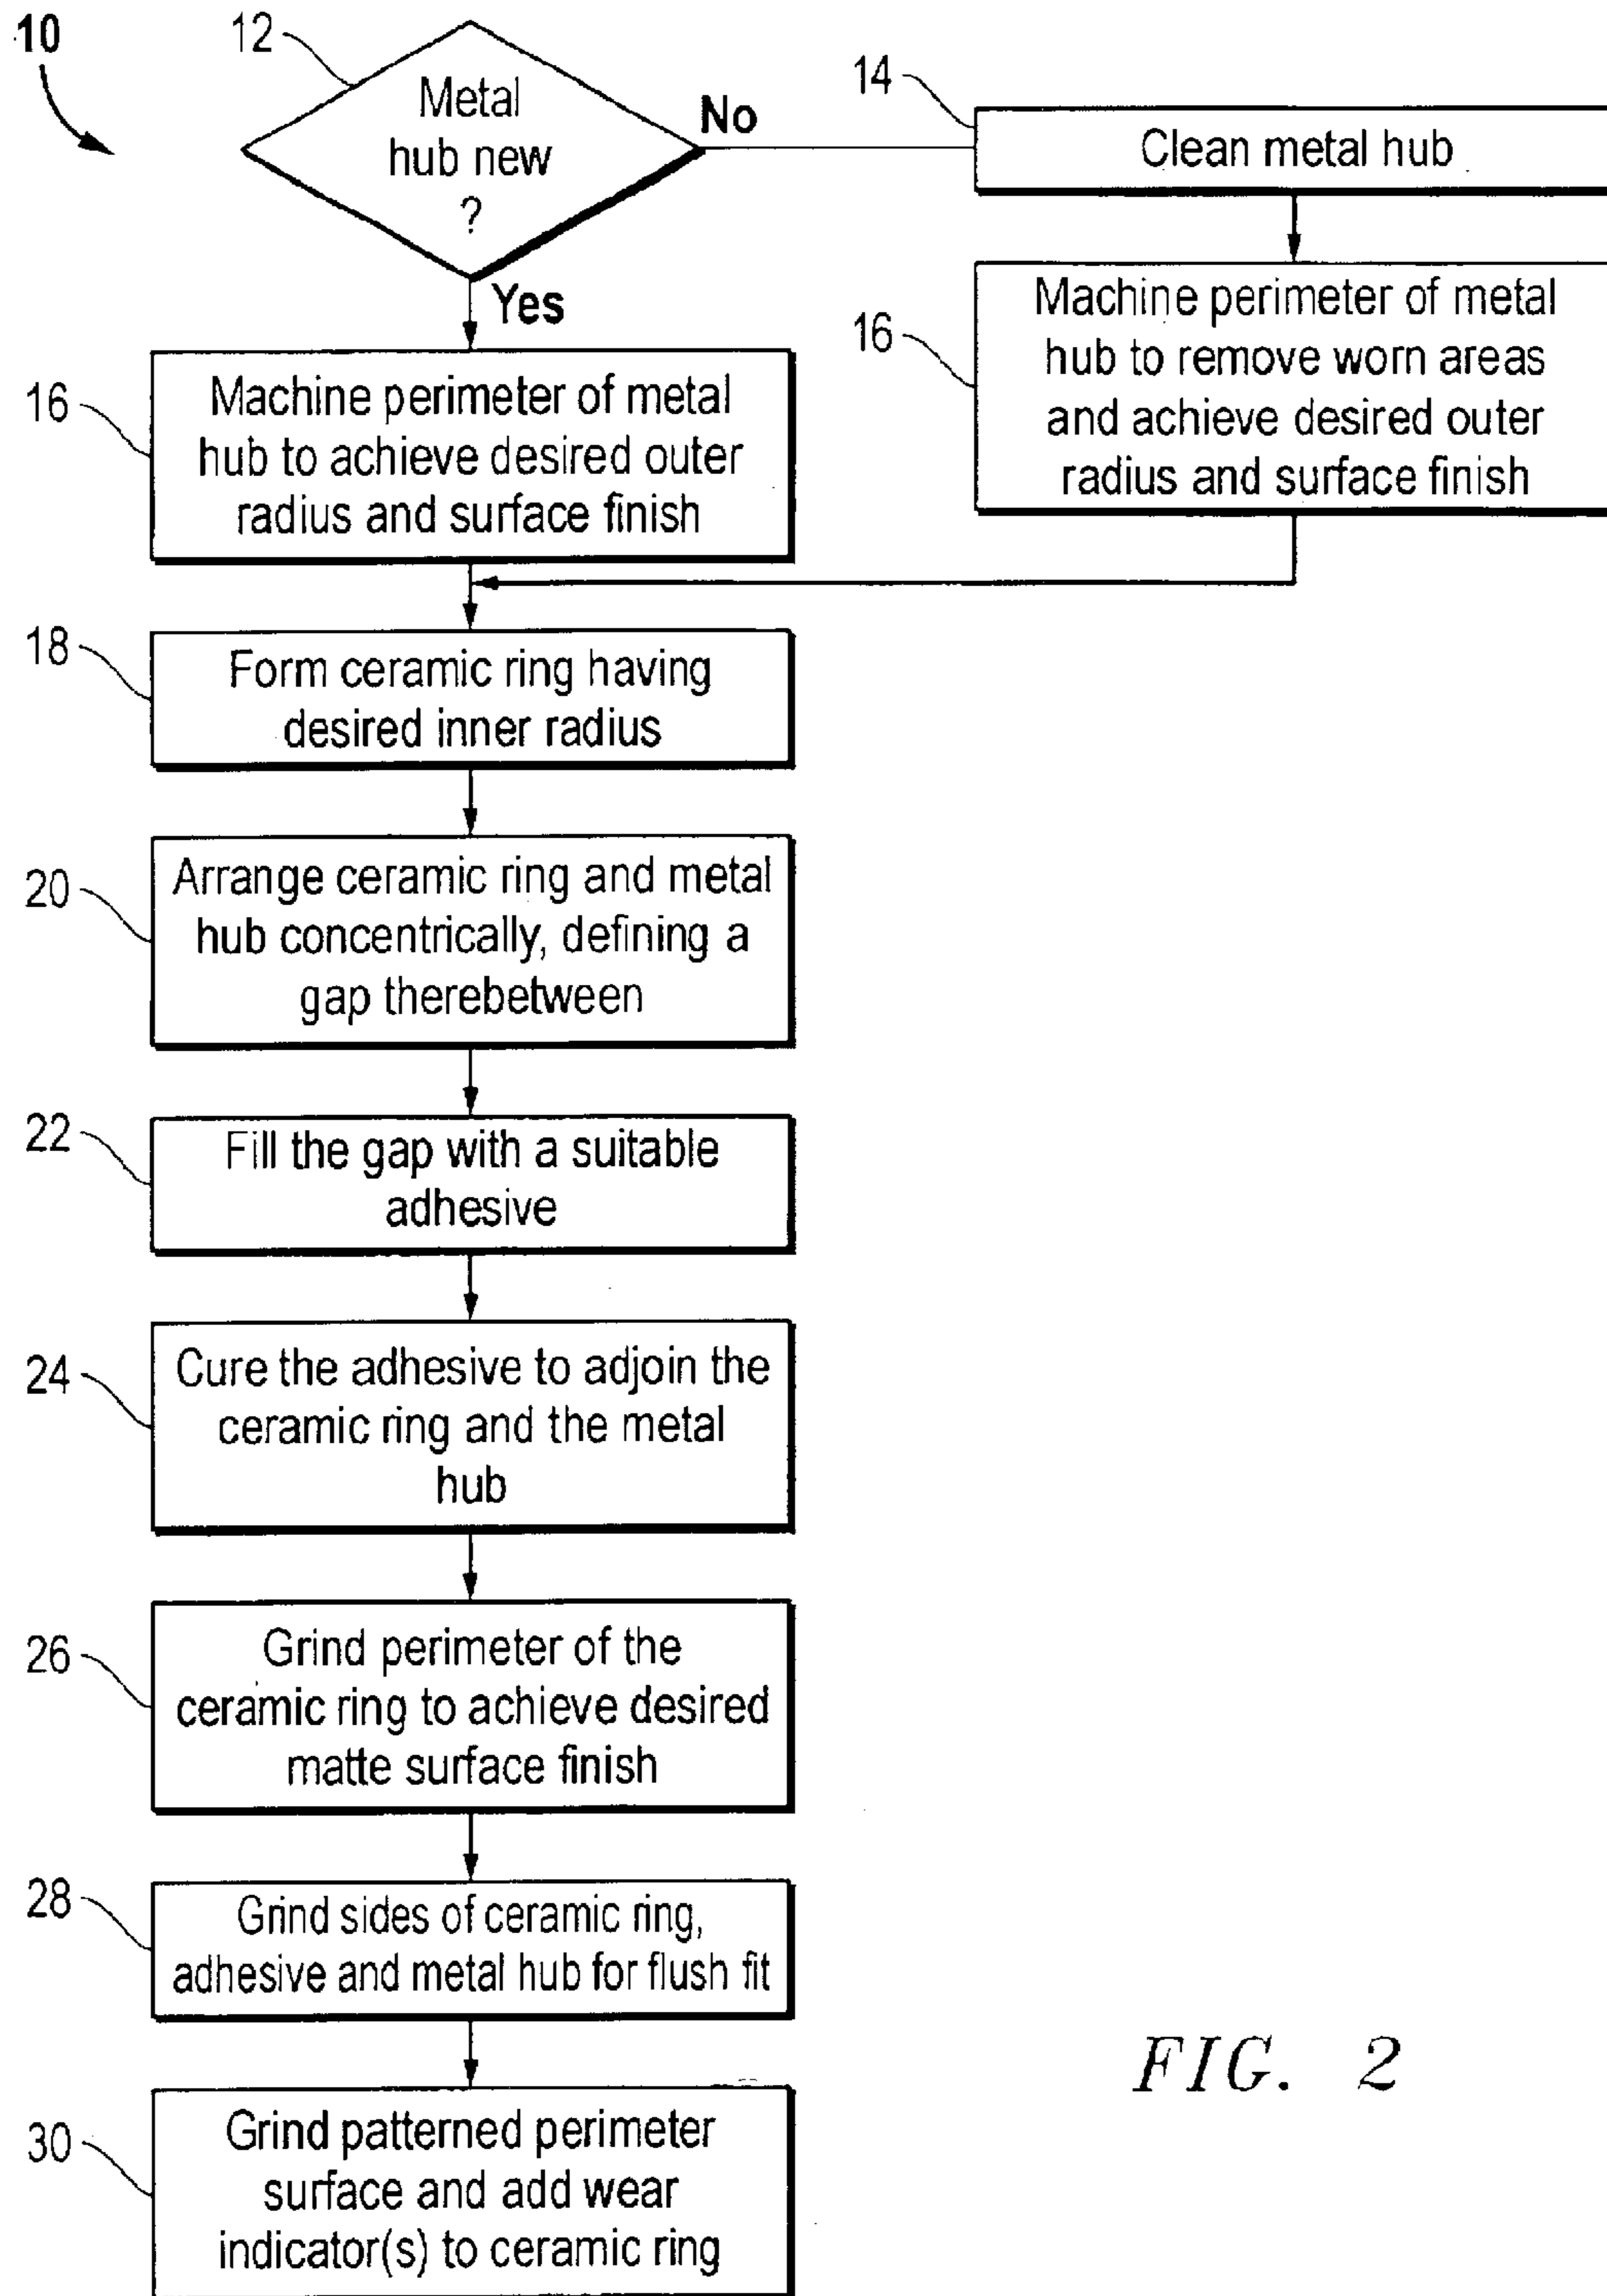 10
12
Metal
hub new
?
No
Yes
14
Clean metal hub
16
Machine perimeter of metal
hub to remove worn areas
and achieve desired outer
radius and surface finish
16
Machine perimeter of metal
hub to achieve desired outer
radius and surface finish
18
Form ceramic ring having
desired inner radius
20
Arrange ceramic ring and metal
hub concentrically, defining a
gap therebetween
22
Fill the gap with a suitable
adhesive
24
Cure the adhesive to adjoin the
ceramic ring and the metal
hub
26
Grind perimeter of the
ceramic ring to achieve desired
matte surface finish
28
Grind sides of ceramic ring,
adhesive and metal hub for flush fit
30
Grind patterned perimeter
surface and add wear
indicator(s) to ceramic ring
FIG. 2